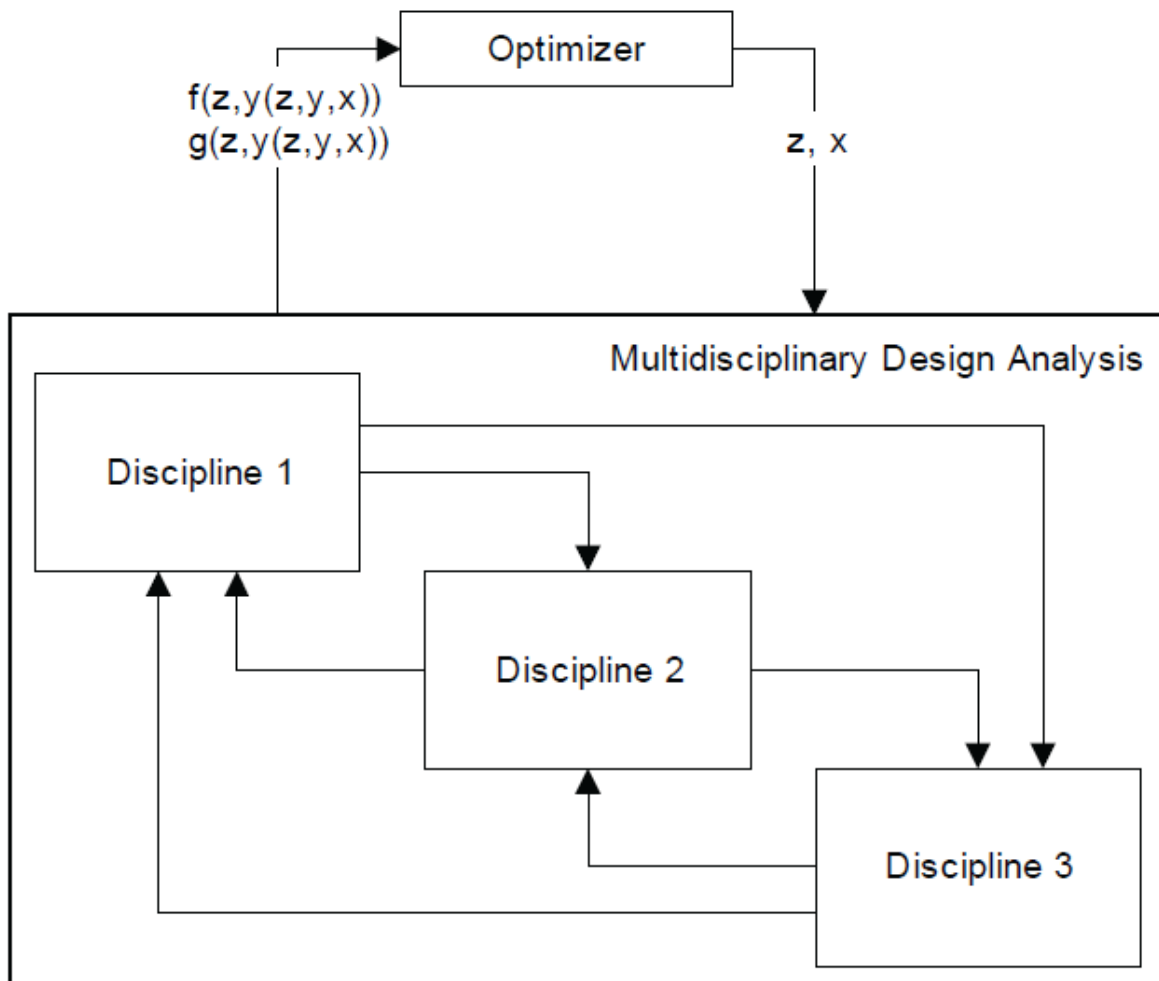 Optimizer
f(z,y(z,y,x))
g(z,y(z,y,x))
z, x
Multidisciplinary Design Analysis
Discipline 1
Discipline 2
Discipline 3